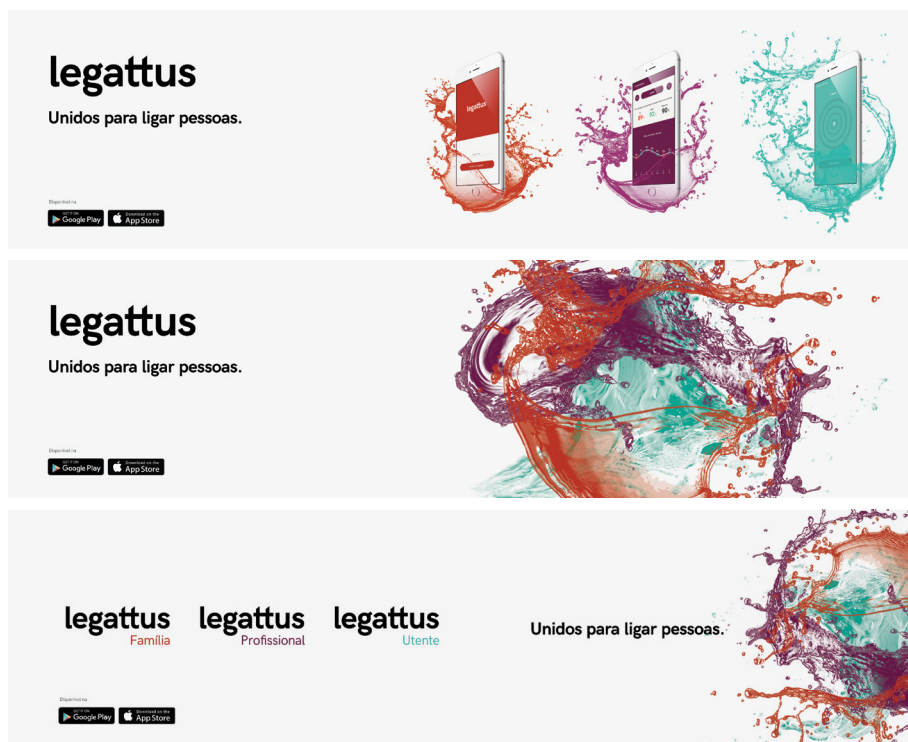 legattus
Unidos para ligar pessoas.
Disponível na
GET IT ON
Google Play
Download on the
App Store
legattus
legattus
Unidos para ligar pessoas.
Disponível na
GET IT ON
Google Play
Download on the
App Store
legattus
Família
legattus
Profissional
legattus
Utente
Unidos para ligar pessoas.
Disponível na
GET IT ON
Google Play
Download on the
App Store